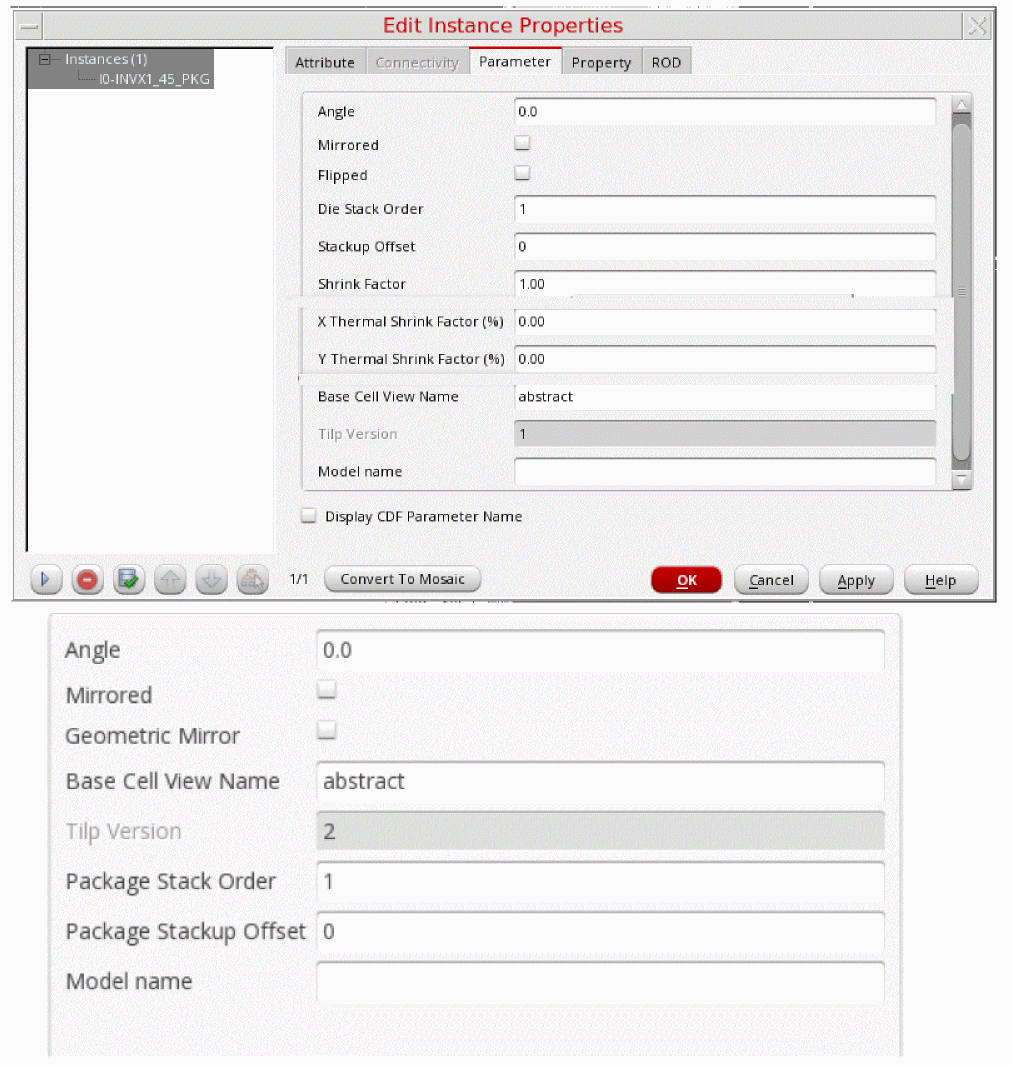 Edit Instance Properties
Instances (1)
I0-INVX1_45_PKG
Attribute Connectivity Parameter Property ROD
Angle 0.0
Mirrored
Flipped
Die Stack Order 1
Stackup Offset 0
Shrink Factor 1.00
X Thermal Shrink Factor (%) 0.00
Y Thermal Shrink Factor (%) 0.00
Base Cell View Name abstract
Tilp Version 1
Model name
Display CDF Parameter Name
1/1 Convert To Mosaic OK Cancel Apply Help
Angle 0.0
Mirrored
Geometric Mirror
Base Cell View Name abstract
Tilp Version 2
Package Stack Order 1
Package Stackup Offset 0
Model name